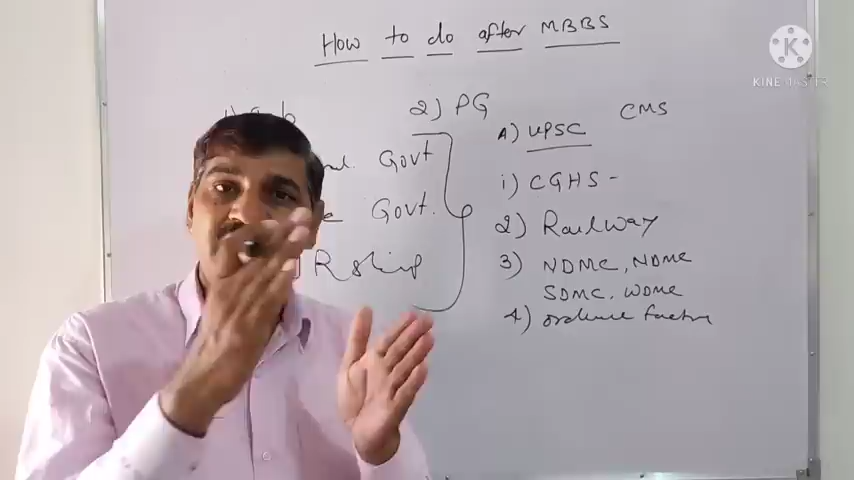 How to do after MBBS
K
KINEMASTER
2) PG
A) UPSC CMS
Govt
i) CGHS -
Govt.
2) Railway
3) NDMC, NDMC
SDMC, WDMC
Rship
4) factory